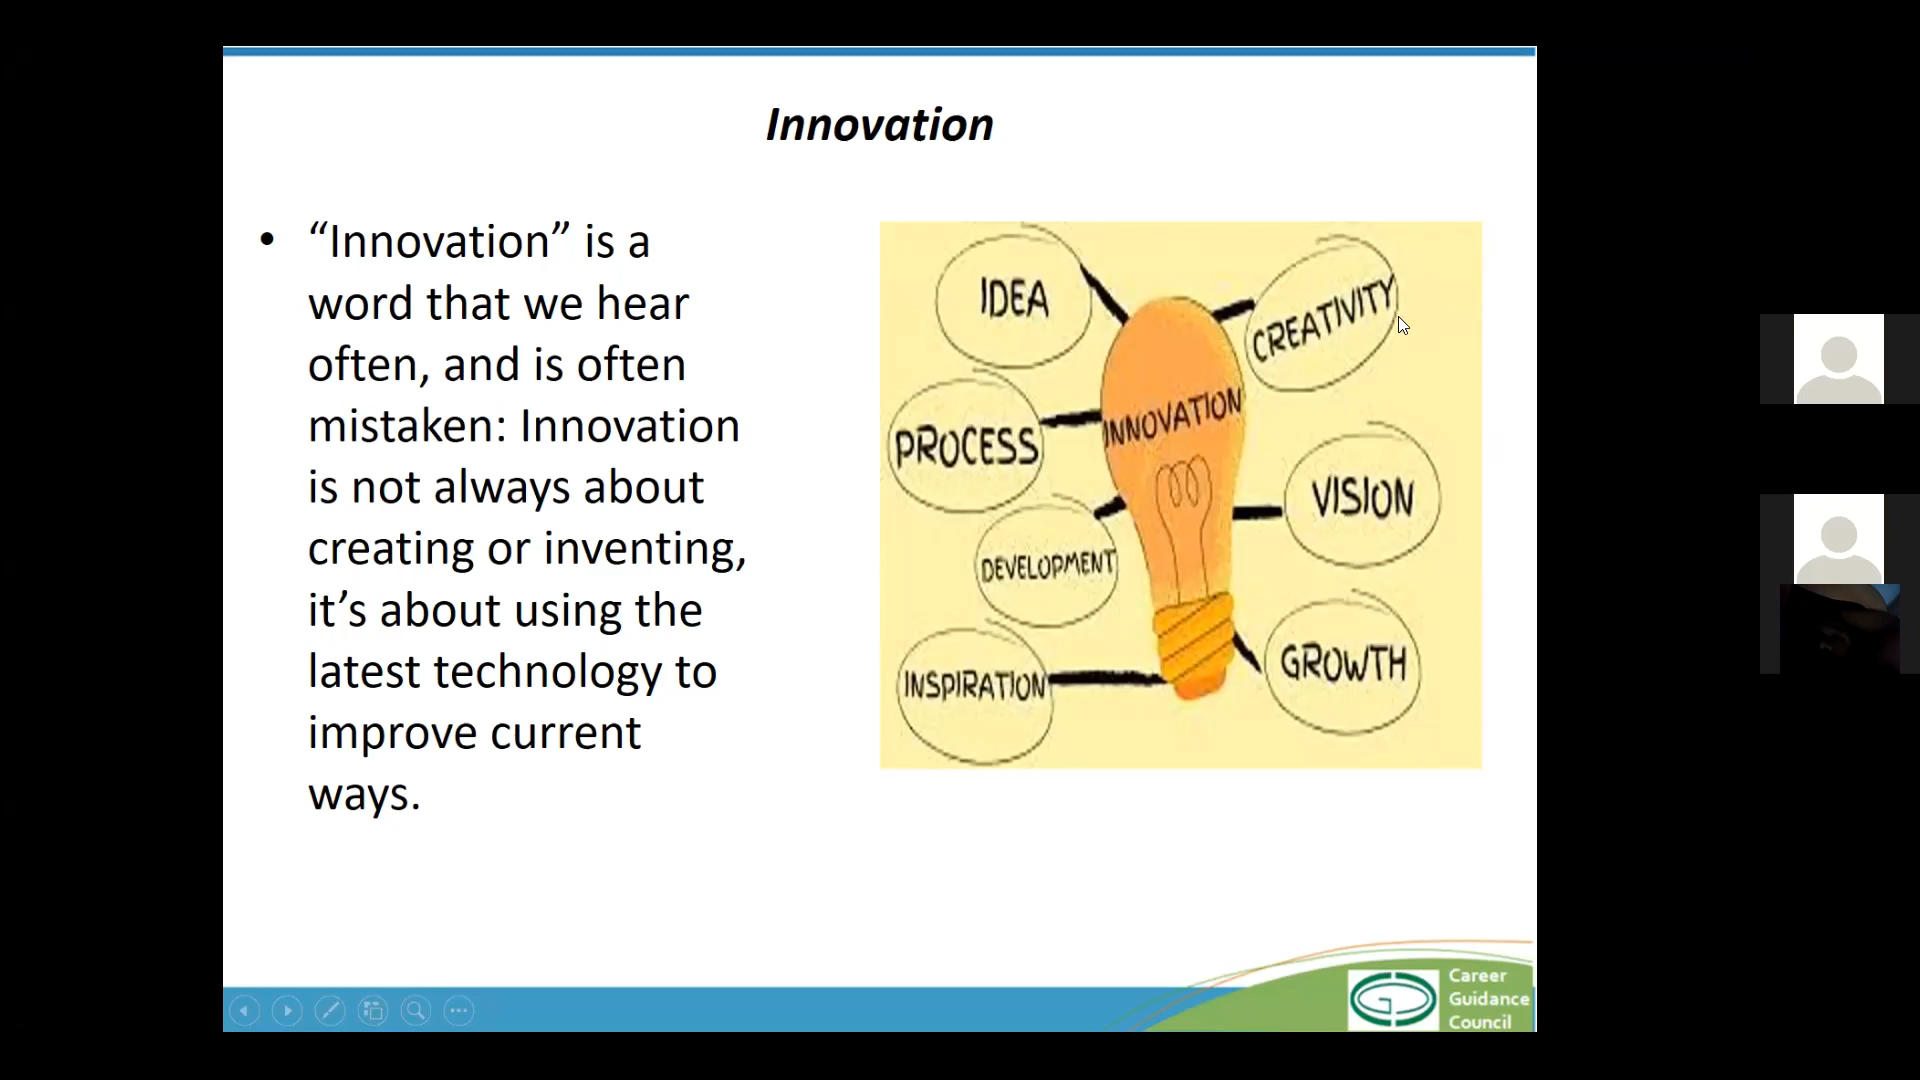 Innovation
• “Innovation” is a
word that we hear
often, and is often
mistaken: Innovation
is not always about
creating or inventing,
it’s about using the
latest technology to
improve current
ways.
IDEA
CREATIVITY
INNOVATION
PROCESS
VISION
DEVELOPMENT
GROWTH
INSPIRATION
Career
Guidance
Council